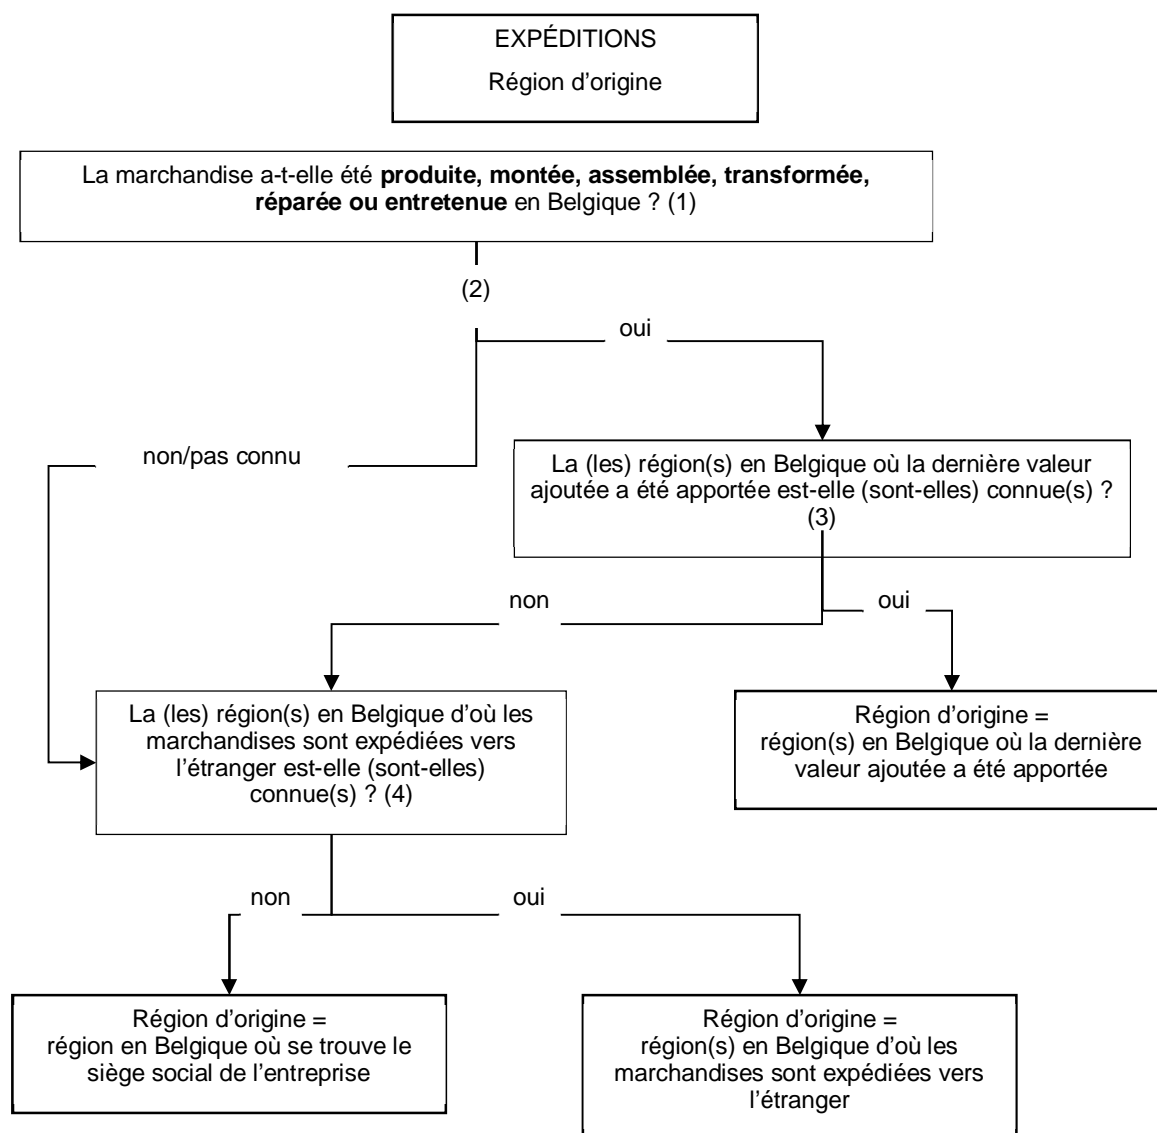 EXPÉDITIONS
Région d'origine
La marchandise a-t-elle été produite, montée, assemblée, transformée,
réparée ou entretenue en Belgique ? (1)
(2)
oui
non/pas connu
La (les) région(s) en Belgique où la dernière valeur
ajoutée a été apportée est-elle (sont-elles) connue(s) ?
(3)
non
oui
La (les) région(s) en Belgique d'où les
marchandises sont expédiées vers
l'étranger est-elle (sont-elles)
connue(s) ? (4)
Région d'origine =
région(s) en Belgique où la dernière
valeur ajoutée a été apportée
non
oui
Région d'origine =
région en Belgique où se trouve le
siège social de l'entreprise
Région d'origine =
région(s) en Belgique d'où les
marchandises sont expédiées vers
l'étranger